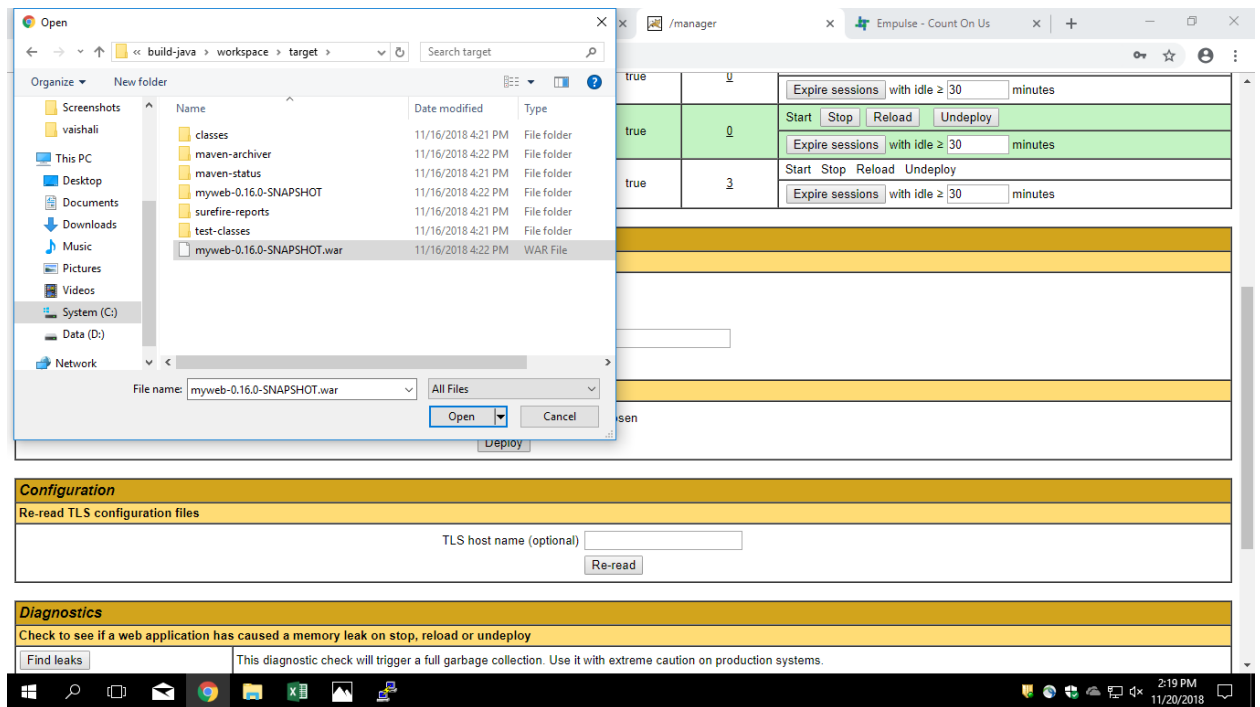 Open
/manager
Empulse - Count On Us
« build-java › workspace › target ›
Search target
Organize
New folder
Screenshots
vaishali
This PC
Desktop
Documents
Downloads
Music
Pictures
Videos
System (C:)
Data (D:)
Network
Name Date modified Type
classes 11/16/2018 4:21 PM File folder
maven-archiver 11/16/2018 4:22 PM File folder
maven-status 11/16/2018 4:21 PM File folder
myweb-0.16.0-SNAPSHOT 11/16/2018 4:22 PM File folder
surefire-reports 11/16/2018 4:21 PM File folder
test-classes 11/16/2018 4:21 PM File folder
myweb-0.16.0-SNAPSHOT.war 11/16/2018 4:22 PM WAR File
File name: myweb-0.16.0-SNAPSHOT.war
All Files
Open
Cancel
true 0
Expire sessions with idle ≥ 30 minutes
Start Stop Reload Undeploy
true 0
Expire sessions with idle ≥ 30 minutes
Start Stop Reload Undeploy
true 3
Expire sessions with idle ≥ 30 minutes
Deploy
Configuration
Re-read TLS configuration files
TLS host name (optional)
Re-read
Diagnostics
Check to see if a web application has caused a memory leak on stop, reload or undeploy
Find leaks This diagnostic check will trigger a full garbage collection. Use it with extreme caution on production systems.
2:19 PM
11/20/2018